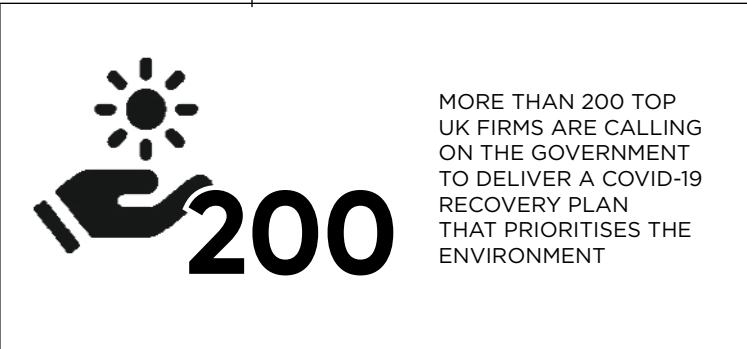 200
MORE THAN 200 TOP
UK FIRMS ARE CALLING
ON THE GOVERNMENT
TO DELIVER A COVID-19
RECOVERY PLAN
THAT PRIORITISES THE
ENVIRONMENT